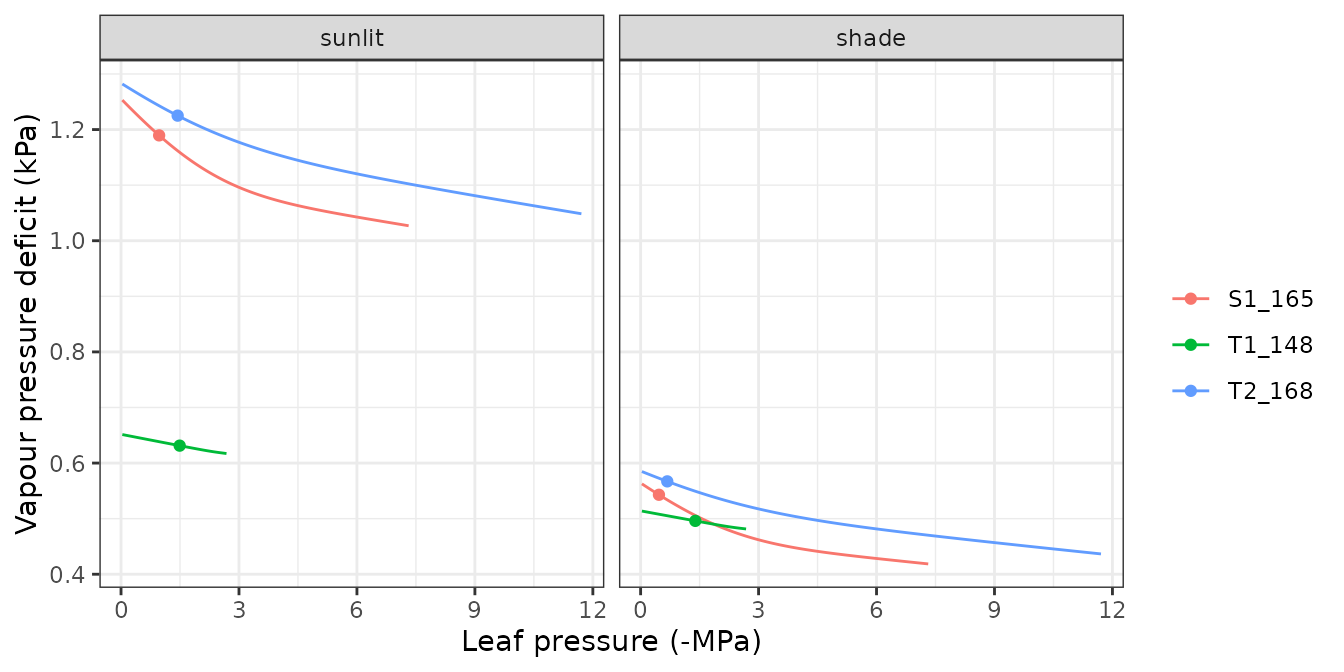 sunlit
shade
Vapour pressure deficit (kPa)
1.2
1.0
0.8
0.6
0.4
0 3 6 9 12
0 3 6 9 12
Leaf pressure (-MPa)
S1_165
T1_148
T2_168